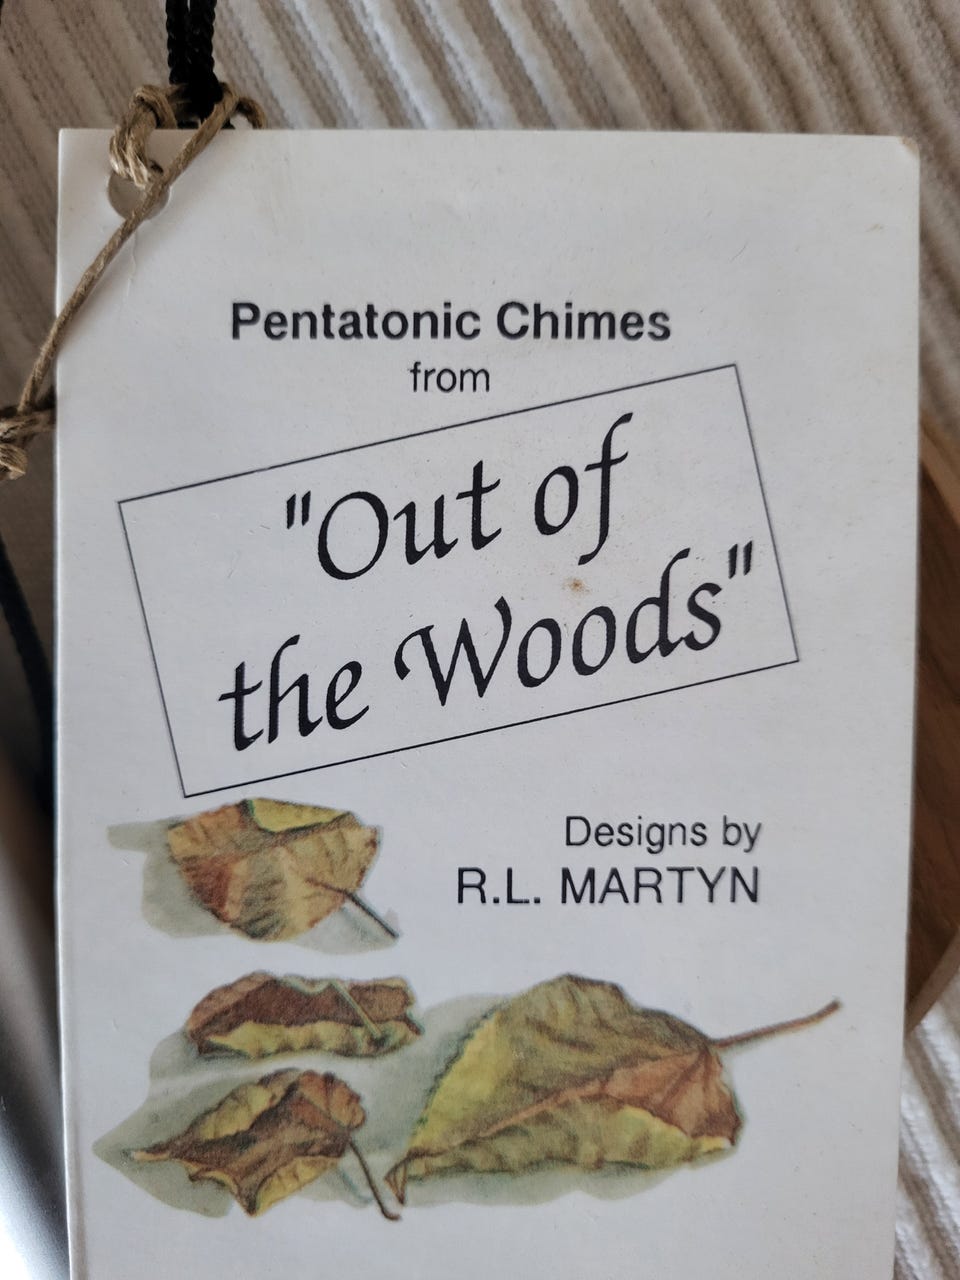 Pentatonic Chimes
from
"Out of
the Woods"
Designs by
R.L. MARTYN